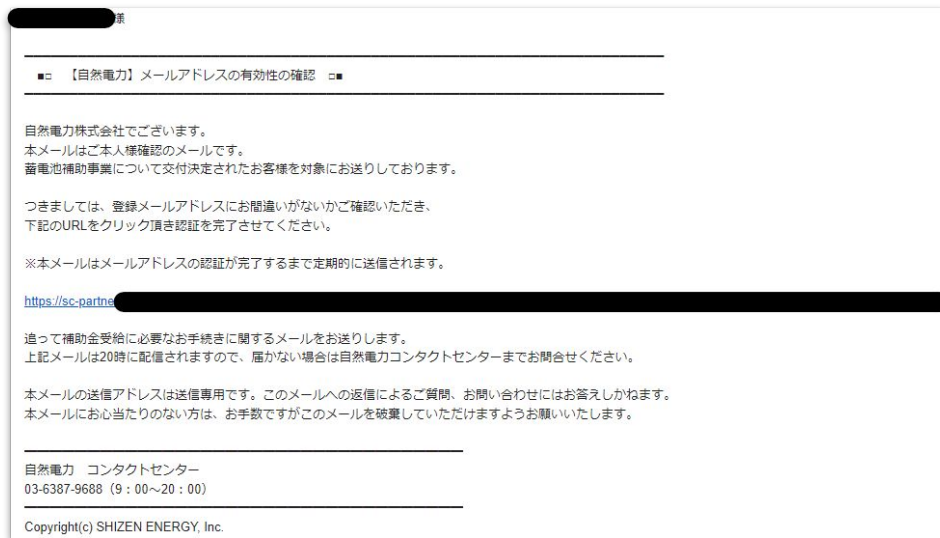 様
■□ 【自然電力】メールアドレスの有効性の確認 □■
自然電力株式会社でございます。
本メールはご本人様確認のメールです。
蓄電池補助事業について交付決定されたお客様を対象にお送りしております。
つきましては、登録メールアドレスにお間違いがないかご確認いただき、
下記のURLをクリック頂き認証を完了させてください。
※本メールはメールアドレスの認証が完了するまで定期的に送信されます。
https://sc-partne
追って補助金受給に必要なお手続きに関するメールをお送りします。
上記メールは20時に配信されますので、届かない場合は自然電力コンタクトセンターまでお問合せください。
本メールの送信アドレスは送信専用です。このメールへの返信によるご質問、お問い合わせにはお答えしかねます。
本メールにお心当たりのない方は、お手数ですがこのメールを破棄していただけますようお願いいたします。
自然電力 コンタクトセンター
03-6387-9688（9：00～20：00）
Copyright(c) SHIZEN ENERGY, Inc.